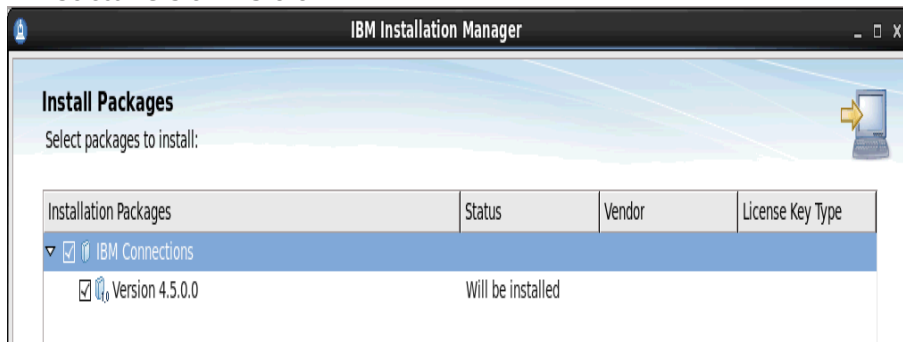 IBM Installation Manager
Install Packages
Select packages to install:
Installation Packages Status Vendor License Key Type
IBM Connections
Version 4.5.0.0 Will be installed